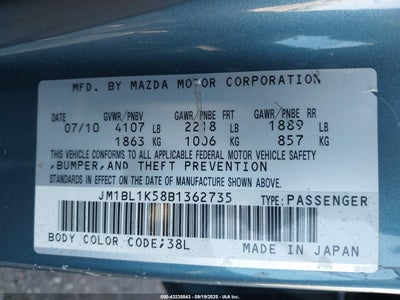 MFD. BY MAZDA MOTOR CORPORATION
DATE GVWR/PNBV GAWR/PNBE FRT GAWR/PNBE RR
07/10 4107 LB 2218 LB 1889 LB
1863 KG 1006 KG 857 KG
THIS VEHICLE CONFORMS TO ALL APPLICABLE FEDERAL MOTOR VEHICLE SAFETY
,BUMPER, AND THEFT PREVENTION
STANDARDS IN EFFECT ON THE DATE OF MANUFACTURE SHOWN ABOVE.
JM1BL1K58B1362735 TYPE: PASSENGER
BODY COLOR CODE;38L MADE IN JAPAN
© IAA 43238843 - 09/19/2025 - IAAI.COM